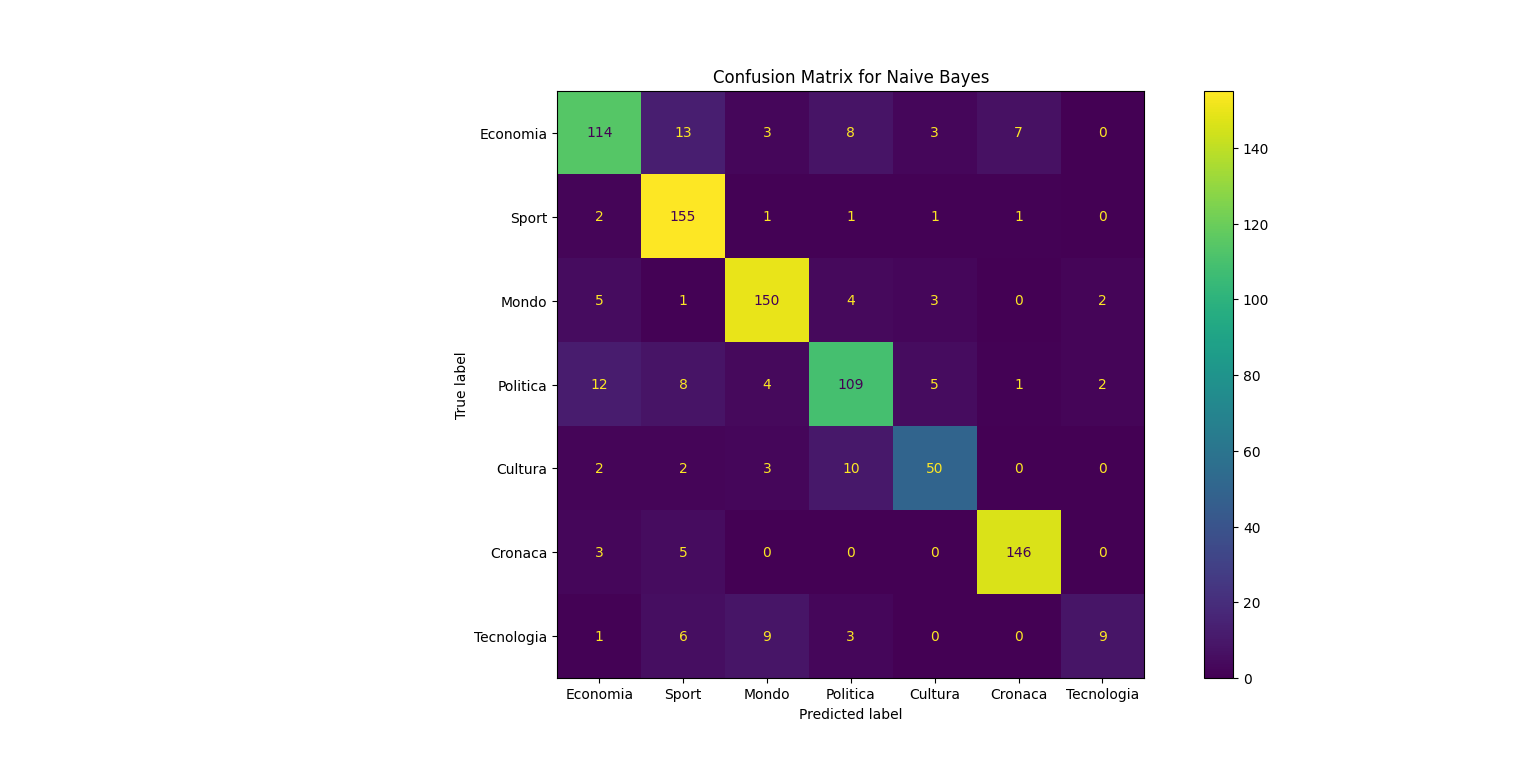 Confusion Matrix for Naive Bayes
True label
Economia 114 13 3 8 3 7 0
Sport 2 155 1 1 1 1 0
Mondo 5 1 150 4 3 0 2
Politica 12 8 4 109 5 1 2
Cultura 2 2 3 10 50 0 0
Cronaca 3 5 0 0 0 146 0
Tecnologia 1 6 9 3 0 0 9
Economia Sport Mondo Politica Cultura Cronaca Tecnologia
Predicted label
140
120
100
80
60
40
20
0